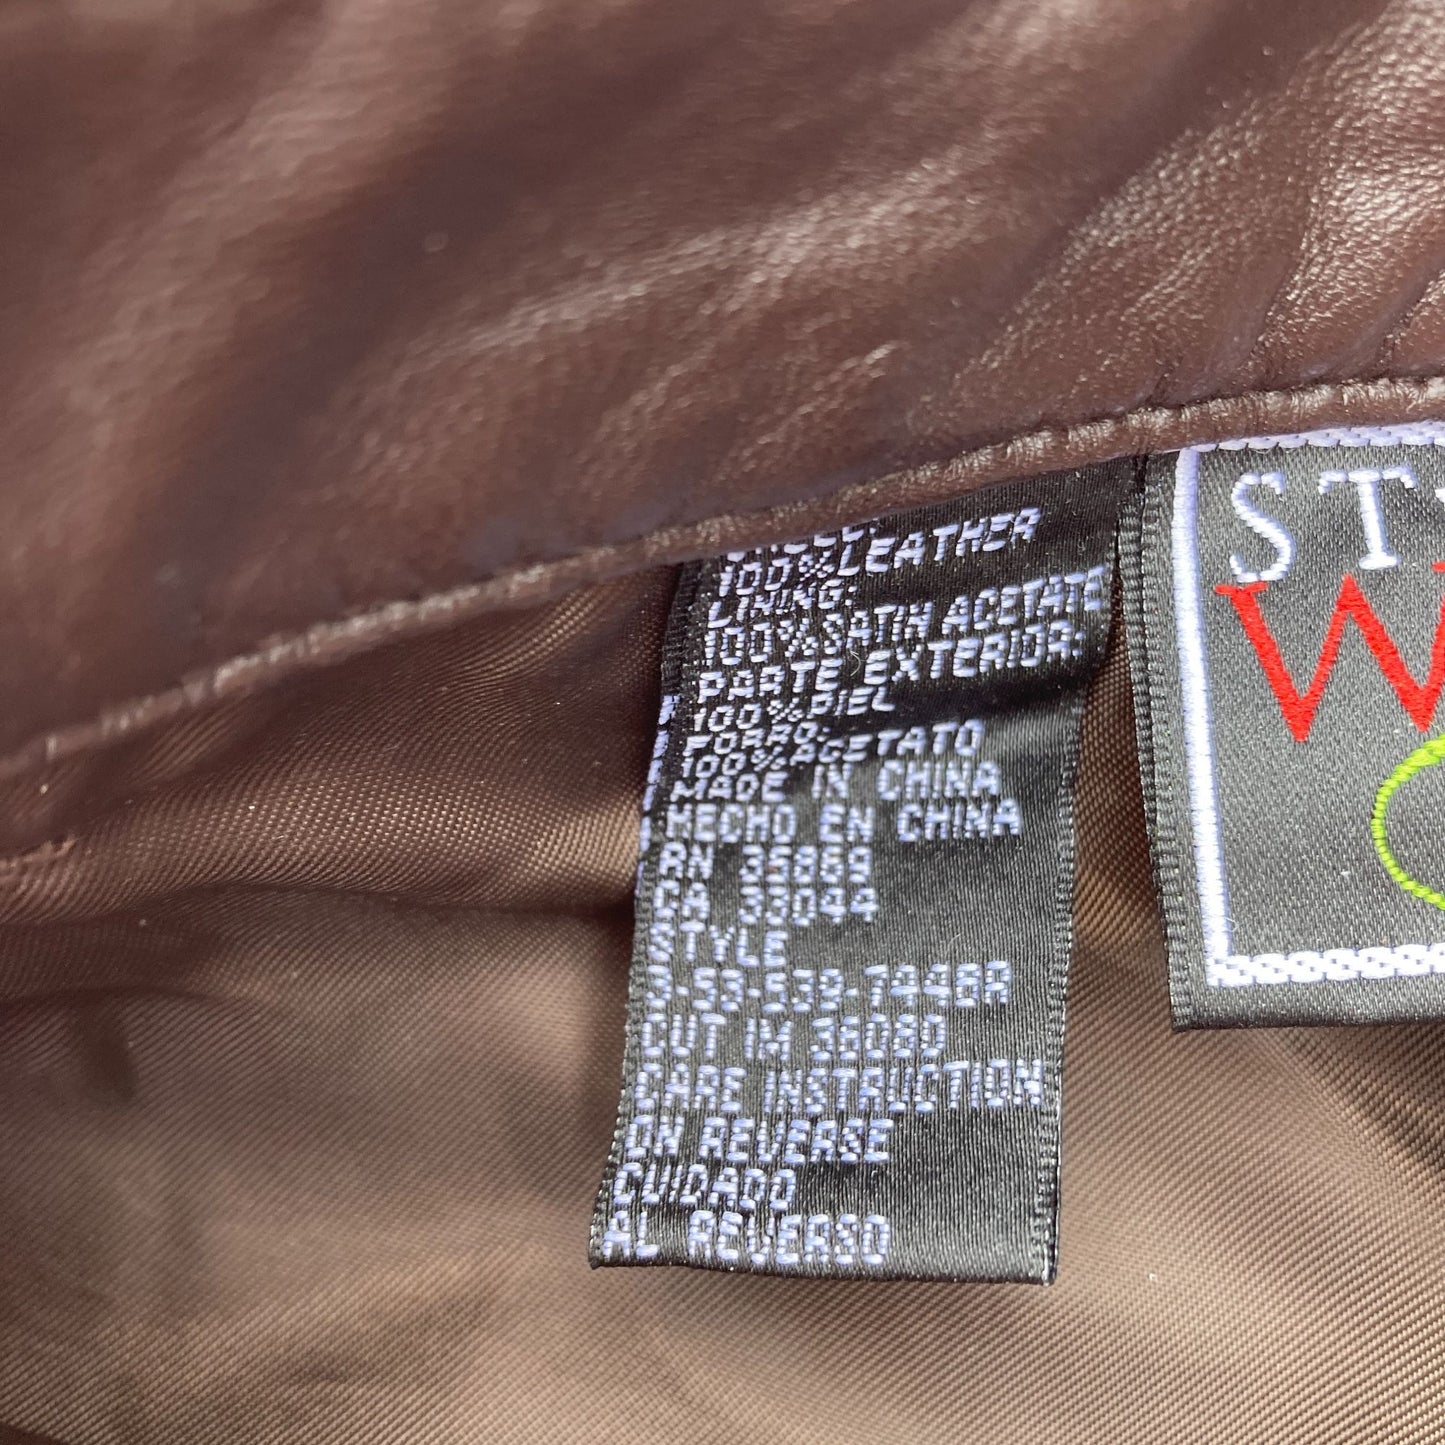 100% LEATHER
LINING:
100% SATIN ACETATE
PARTE EXTERIOR:
100% PIEL
FORRO:
100% ACETATO
MADE IN CHINA
HECHO EN CHINA
RN 35869
CA 33044
STYLE
CUT IM 38080
CARE INSTRUCTION
ON REVERSE
CUIDADO
AL REVERSO
ST
W